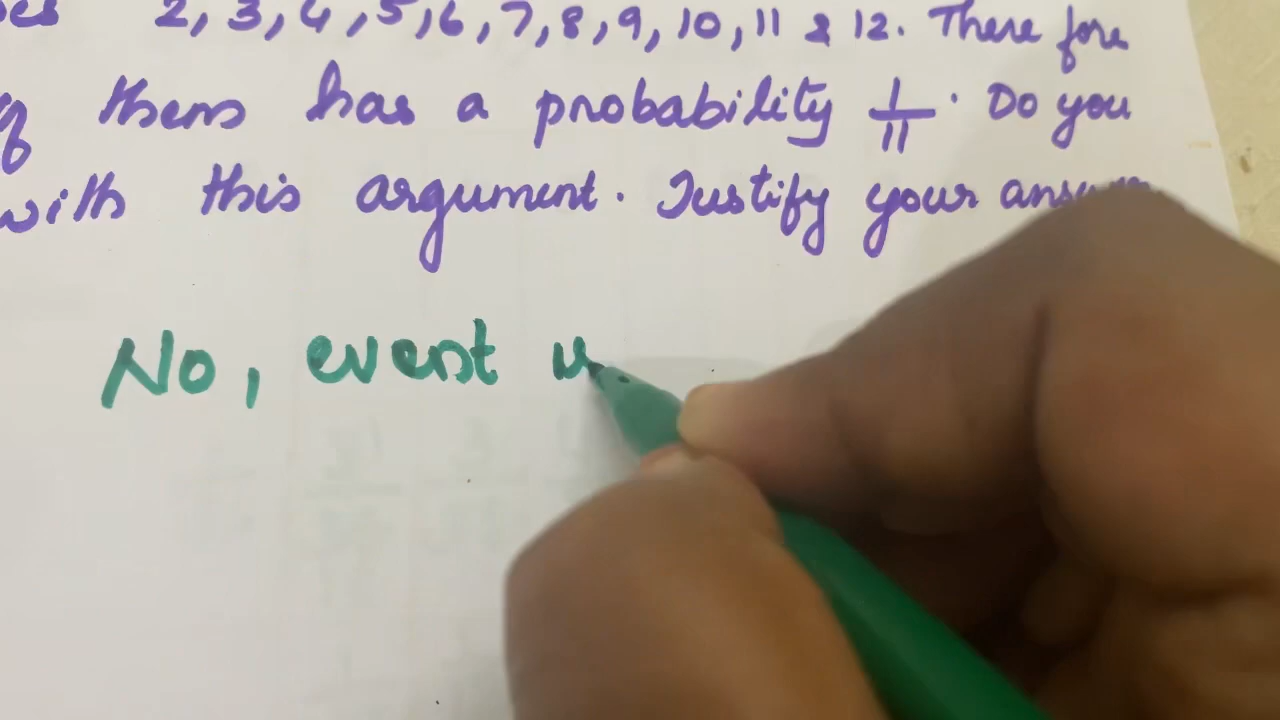 2, 3, 4, 5, 6, 7, 8, 9, 10, 11 & 12. There fore
them has a probability 1/11. Do you
with this argument. Justify your
No, event